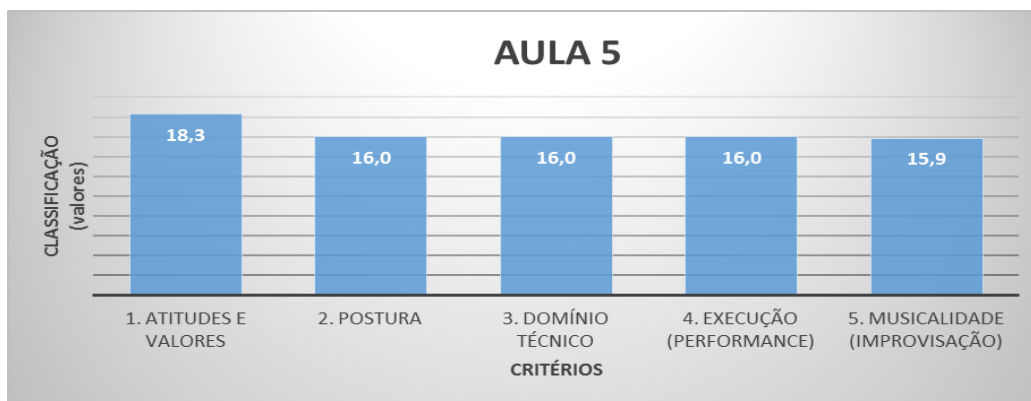 AULA 5
CLASSIFICAÇÃO
(valores)
18,3
16,0
16,0
16,0
15,9
1. ATITUDES E
VALORES
2. POSTURA
3. DOMÍNIO
TÉCNICO
4. EXECUÇÃO
(PERFORMANCE)
5. MUSICALIDADE
(IMPROVISAÇÃO)
CRITÉRIOS